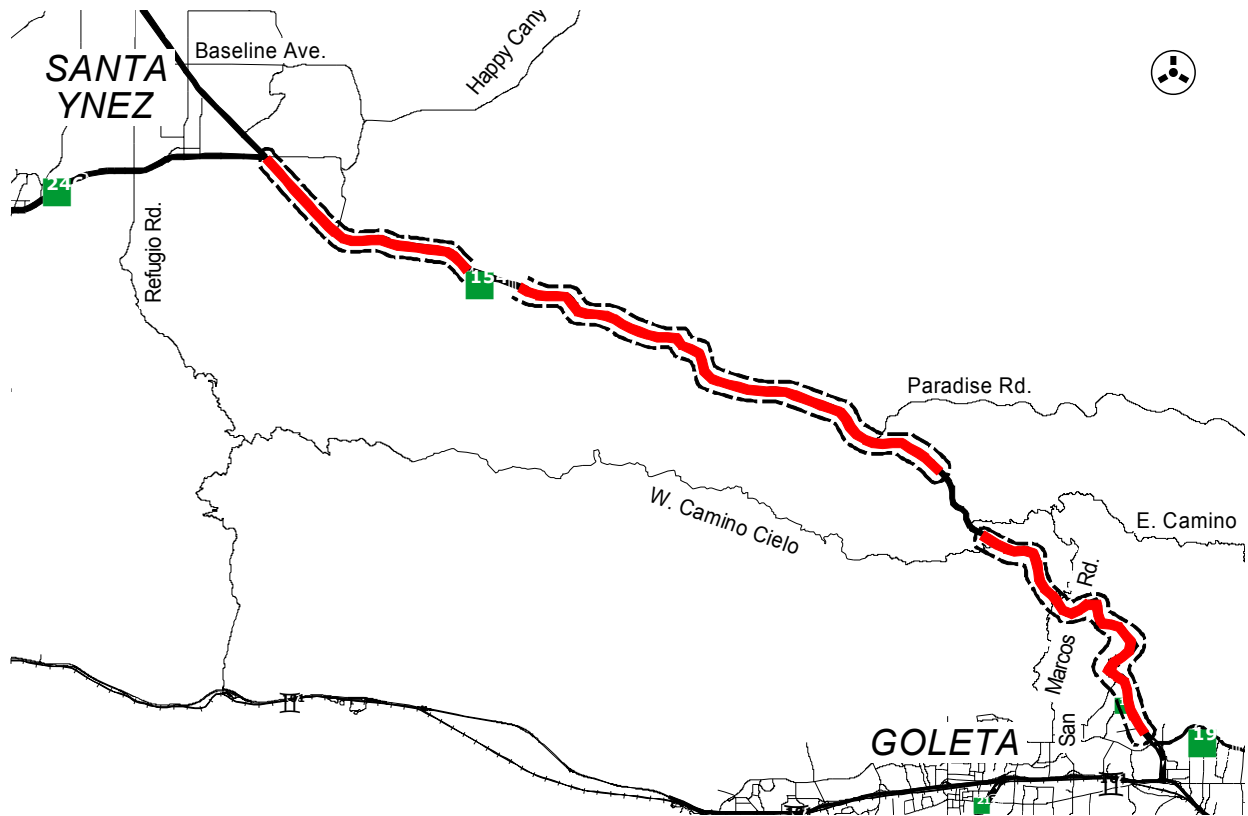 Baseline Ave.
Happy Cany
SANTA
YNEZ
24
Refugio Rd.
154
Paradise Rd.
W. Camino Cielo
E. Camino
San Marcos Rd.
GOLETA
19